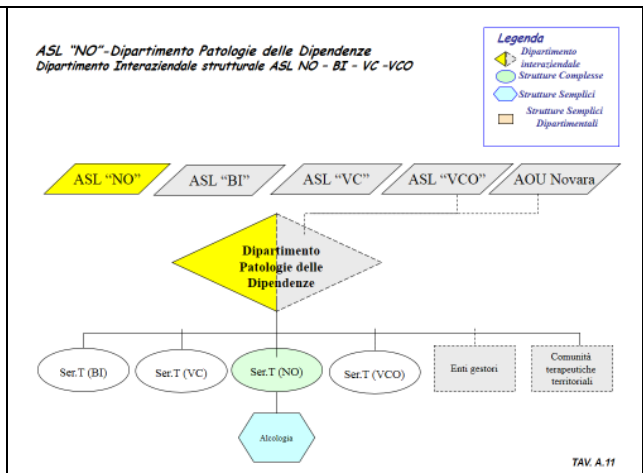 ASL "NO"-Dipartimento Patologie delle Dipendenze
Dipartimento Interaziendale strutturale ASL NO - BI - VC -VCO
Legenda
Dipartimento
interaziendale
Strutture Complesse
Strutture Semplici
Strutture Semplici
Dipartimentali
ASL "NO"
ASL "BI"
ASL "VC"
ASL "VCO"
AOU Novara
Dipartimento
Patologie delle
Dipendenze
Ser.T (BI)
Ser.T (VC)
Ser.T (NO)
Ser.T (VCO)
Enti gestori
Comunità
terapeutiche
territoriali
Alcologia
TAV. A.11